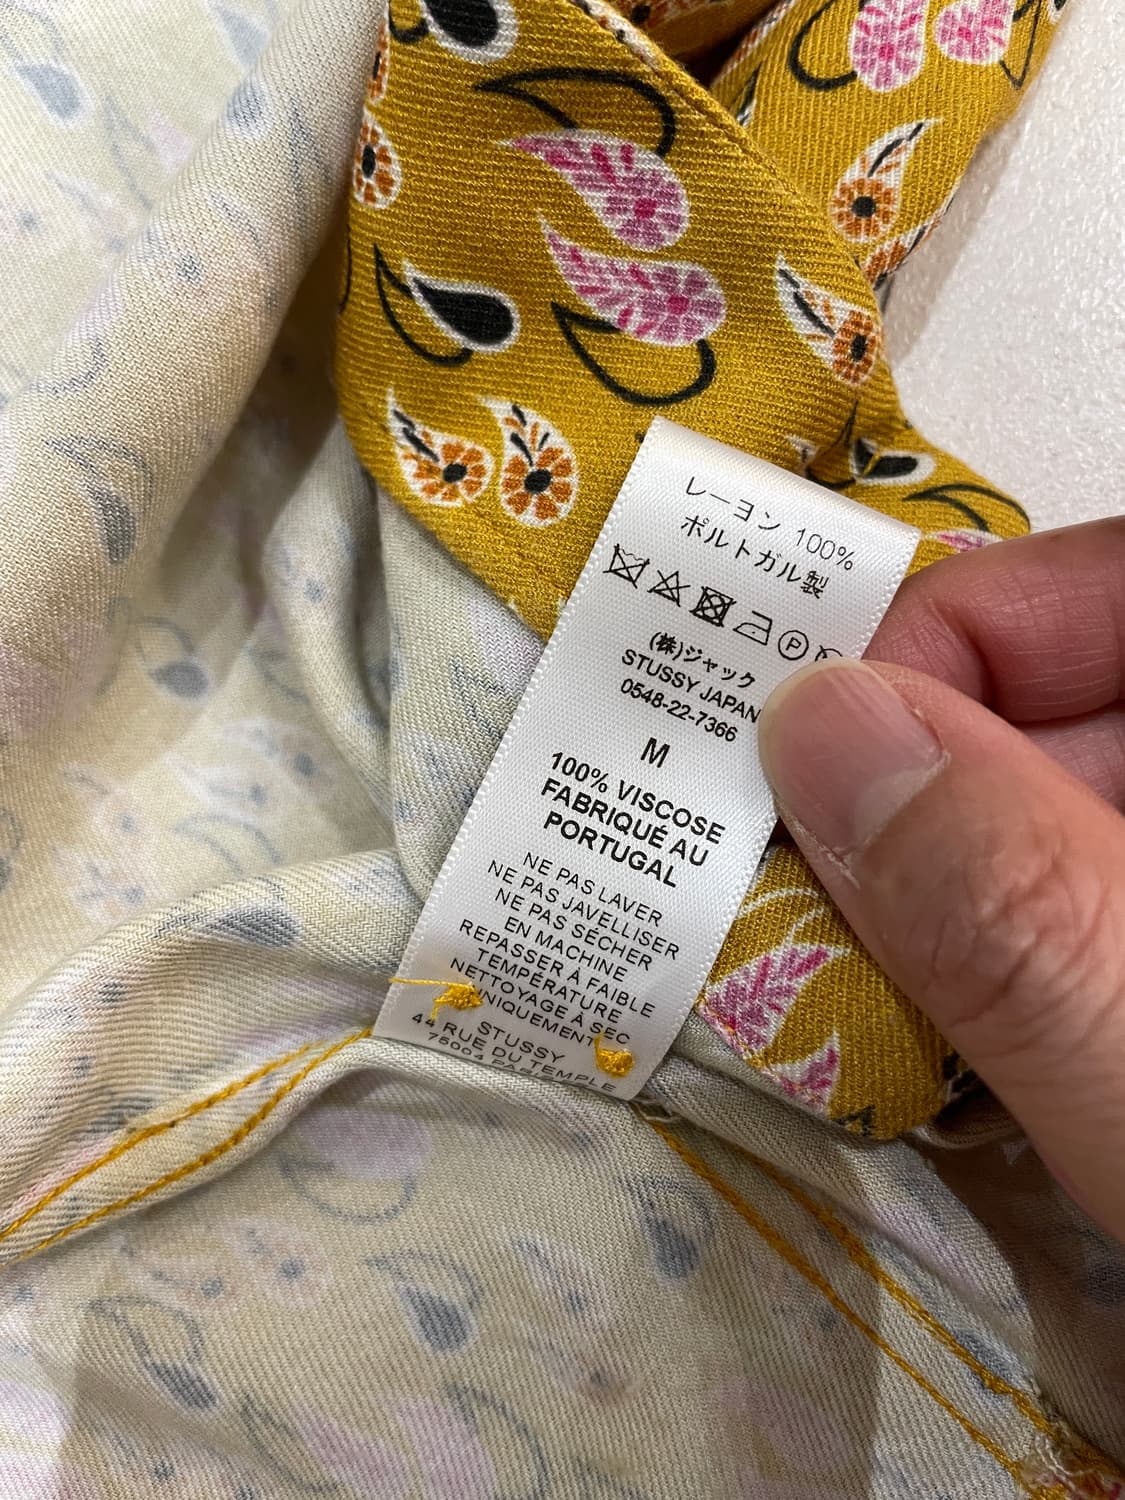 レーヨン 100%
ポルトガル製
P
(株)ジャック
STUSSY JAPAN
0548-22-7366
M
100% VISCOSE
FABRIQUÉ AU
PORTUGAL
NE PAS LAVER
NE PAS JAVELLISER
NE PAS SÉCHER
EN MACHINE
REPASSER À FAIBLE
TEMPÉRATURE
NETTOYAGE À SEC
UNIQUEMENT
STUSSY
44 RUE DU TEMPLE
75004